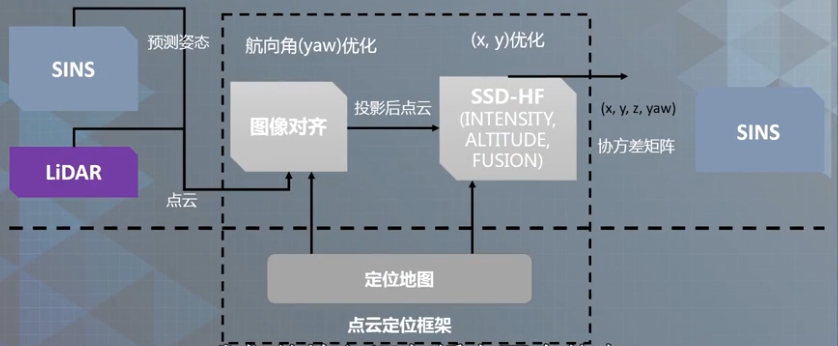 SINS
预测姿态
航向角(yaw)优化
(x, y)优化
图像对齐
投影后点云
SSD-HF
(INTENSITY,
ALTITUDE,
FUSION)
(x, y, z, yaw)
协方差矩阵
SINS
LiDAR
点云
定位地图
点云定位框架